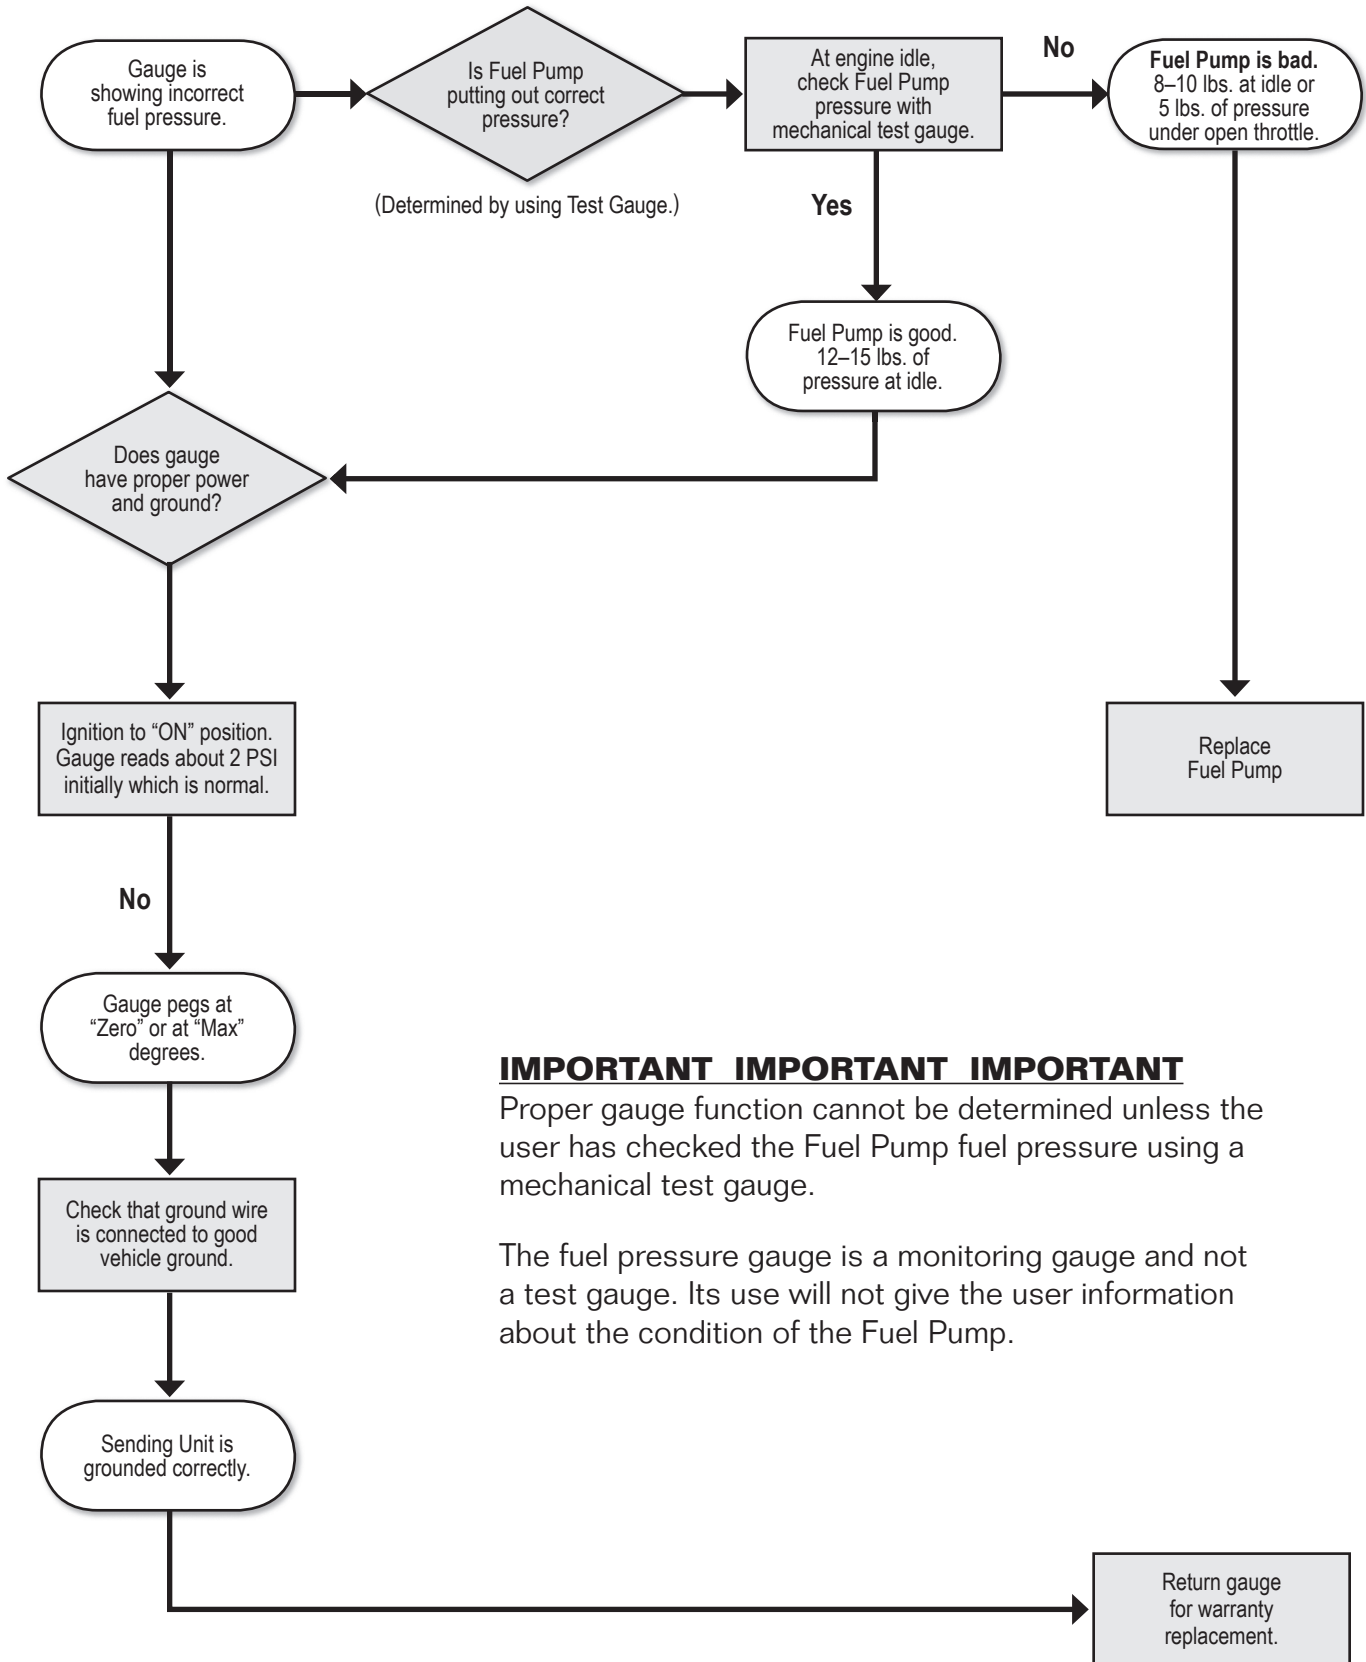 Gauge is
showing incorrect
fuel pressure.
Is Fuel Pump
putting out correct
pressure?
(Determined by using Test Gauge.)
At engine idle,
check Fuel Pump
pressure with
mechanical test gauge.
No
Fuel Pump is bad.
8–10 lbs. at idle or
5 lbs. of pressure
under open throttle.
Yes
Fuel Pump is good.
12–15 lbs. of
pressure at idle.
Does gauge
have proper power
and ground?
Ignition to “ON” position.
Gauge reads about 2 PSI
initially which is normal.
Replace
Fuel Pump
No
Gauge pegs at
“Zero” or at “Max”
degrees.
Check that ground wire
is connected to good
vehicle ground.
Sending Unit is
grounded correctly.
IMPORTANT IMPORTANT IMPORTANT
Proper gauge function cannot be determined unless the
user has checked the Fuel Pump fuel pressure using a
mechanical test gauge.
The fuel pressure gauge is a monitoring gauge and not
a test gauge. Its use will not give the user information
about the condition of the Fuel Pump.
Return gauge
for warranty
replacement.